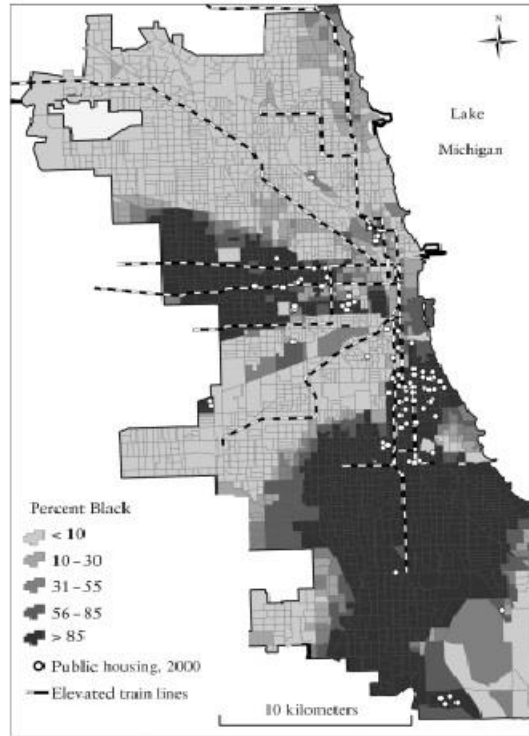 N
Lake
Michigan
Percent Black
< 10
10 – 30
31 – 55
56 – 85
> 85
Public housing, 2000
Elevated train lines
10 kilometers